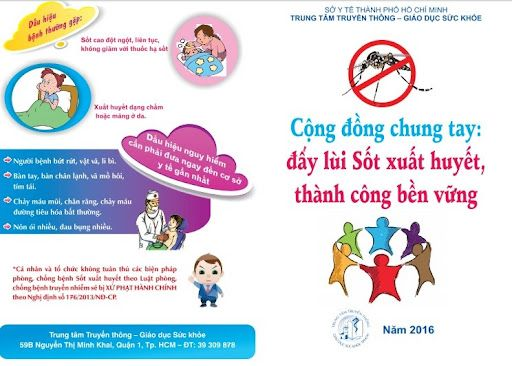 Dấu hiệu
bệnh thường gặp:
Sốt cao đột ngột, liên tục,
không giảm với thuốc hạ sốt
Xuất huyết dạng chấm
hoặc mảng ở da.
Dấu hiệu nguy hiểm
cần phải đưa ngay đến cơ sở
y tế gần nhất
Người bệnh bứt rứt, vật vã, li bì.
Bàn tay, bàn chân lạnh, vã mồ hôi,
tím tái.
Chảy máu mũi, chân răng, chảy máu
đường tiêu hóa bất thường.
Nôn ói nhiều, đau bụng nhiều.
"Cá nhân và tổ chức không tuân thủ các biện pháp
phòng, chống bệnh Sốt xuất huyết theo Luật phòng,
chống bệnh truyền nhiễm sẽ bị XỬ PHẠT HÀNH CHÍNH
theo Nghị định số 176/2013/NĐ-CP.
Trung tâm Truyền thông – Giáo dục Sức khỏe
59B Nguyễn Thị Minh Khai, Quận 1, Tp. HCM – ĐT: 39 309 878
SỞ Y TẾ THÀNH PHỐ HỒ CHÍ MINH
TRUNG TÂM TRUYỀN THÔNG – GIÁO DỤC SỨC KHỎE
Cộng đồng chung tay:
đẩy lùi Sốt xuất huyết,
thành công bền vững
Năm 2016